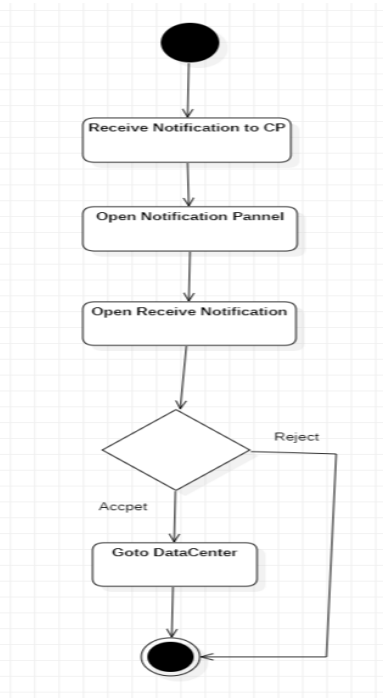 Receive Notification to CP
Open Notification Pannel
Open Receive Notification
Reject
Accpet
Goto DataCenter